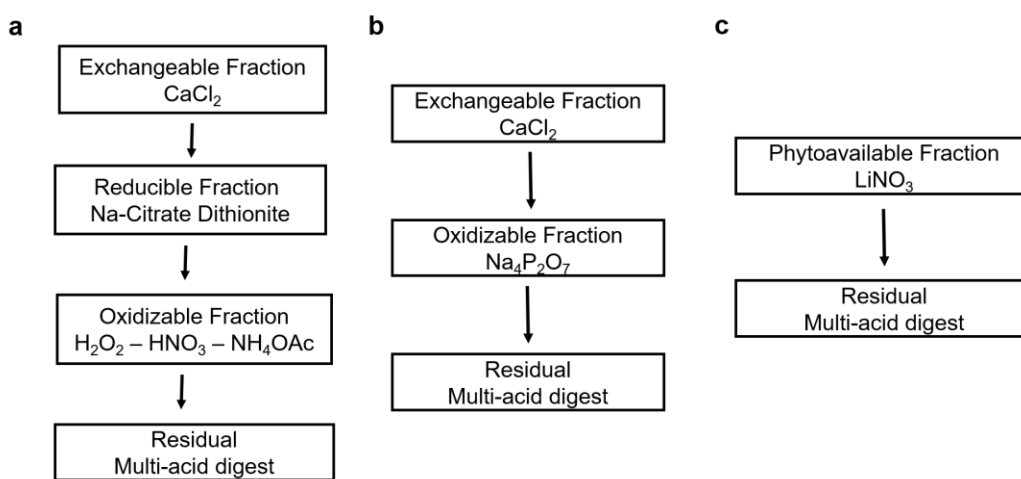 a
Exchangeable Fraction
CaCl₂
Reducible Fraction
Na-Citrate Dithionite
Oxidizable Fraction
H₂O₂ – HNO₃ – NH₄OAc
Residual
Multi-acid digest
b
Exchangeable Fraction
CaCl₂
Oxidizable Fraction
Na₄P₂O₇
Residual
Multi-acid digest
c
Phytoavailable Fraction
LiNO₃
Residual
Multi-acid digest